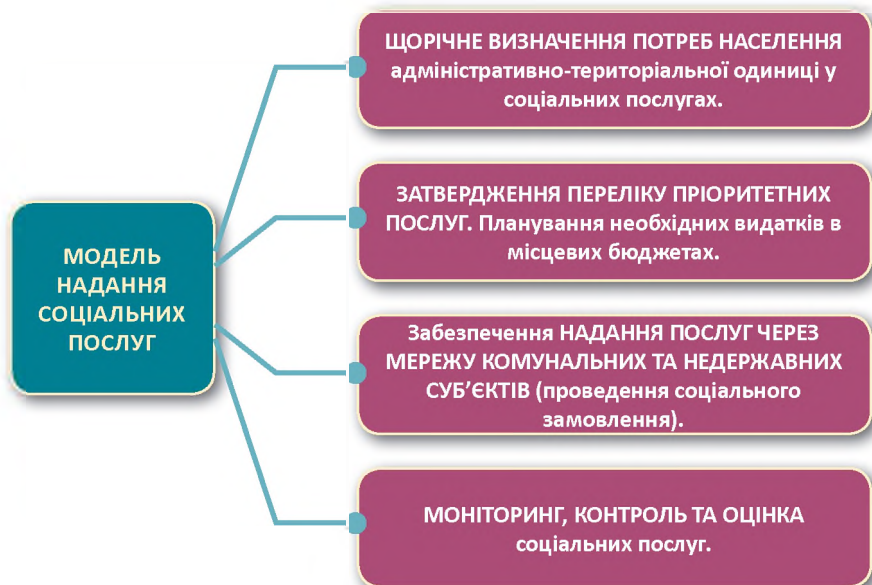 МОДЕЛЬ
НАДАННЯ
СОЦІАЛЬНИХ
ПОСЛУГ
ЩОРІЧНЕ ВИЗНАЧЕННЯ ПОТРЕБ НАСЕЛЕННЯ
адміністративно-територіальної одиниці у
соціальних послугах.
ЗАТВЕРДЖЕННЯ ПЕРЕЛІКУ ПРІОРИТЕТНИХ
ПОСЛУГ. Планування необхідних видатків в
місцевих бюджетах.
Забезпечення НАДАННЯ ПОСЛУГ ЧЕРЕЗ
МЕРЕЖУ КОМУНАЛЬНИХ ТА НЕДЕРЖАВНИХ
СУБ’ЄКТІВ (проведення соціального
замовлення).
МОНІТОРИНГ, КОНТРОЛЬ ТА ОЦІНКА
соціальних послуг.